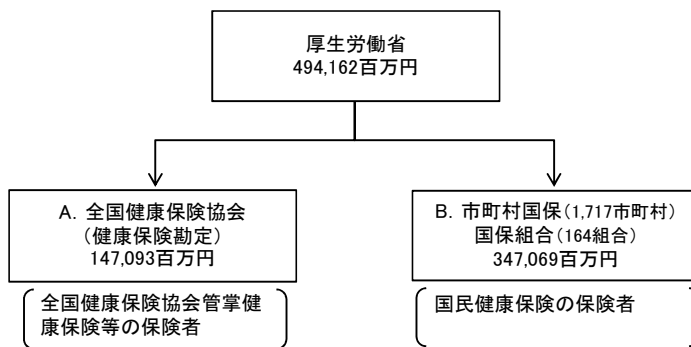 厚生労働省
494,162百万円
A. 全国健康保険協会
(健康保険勘定)
147,093百万円
全国健康保険協会管掌健
康保険等の保険者
B. 市町村国保(1,717市町村)
国保組合(164組合)
347,069百万円
国民健康保険の保険者